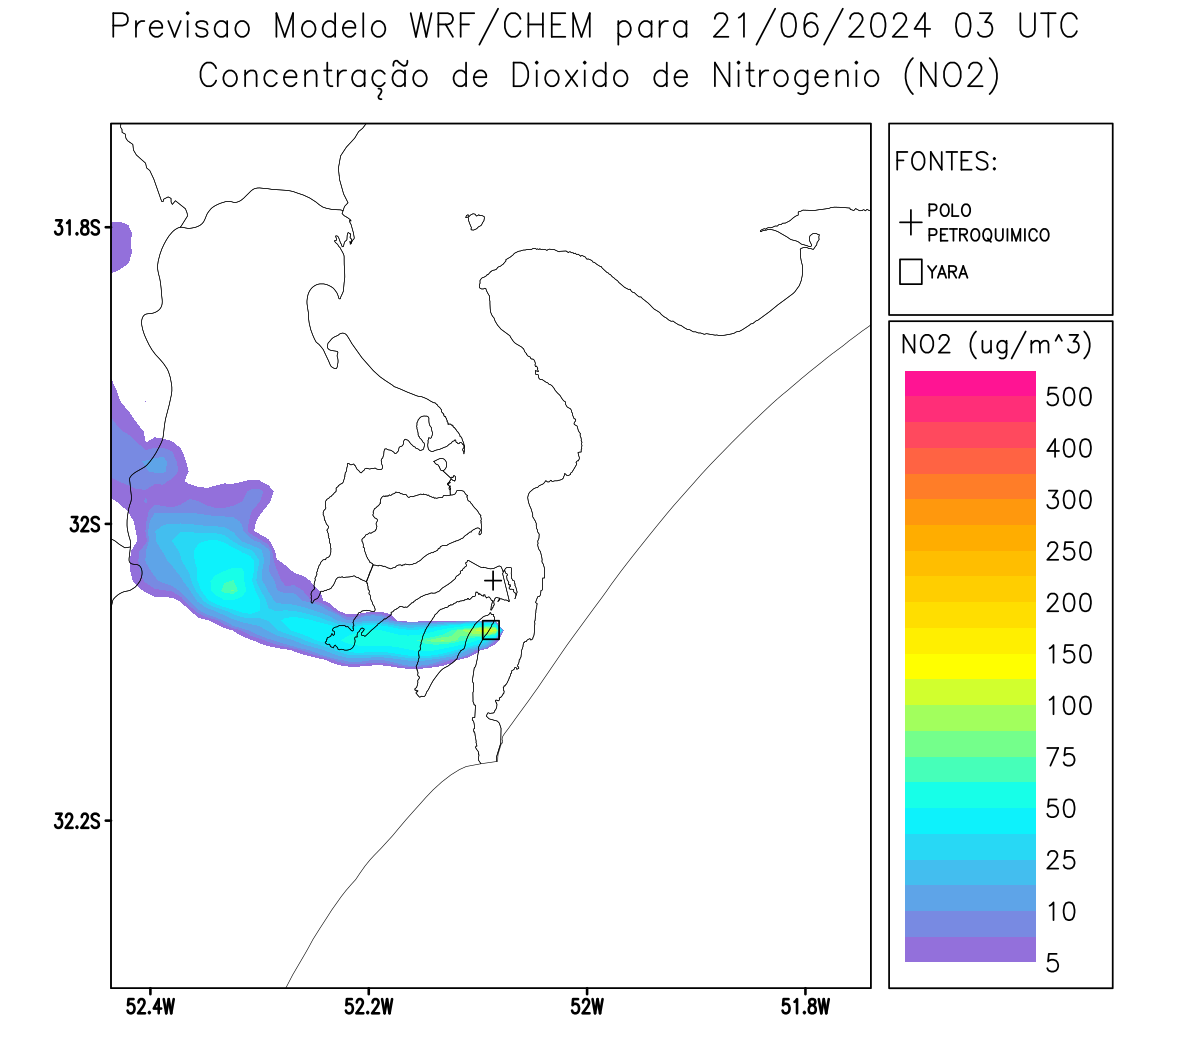 Previsao Modelo WRF/CHEM para 21/06/2024 03 UTC
Concentração de Dioxido de Nitrogenio (NO2)
FONTES:
POLO
PETROQUIMICO
YARA
NO2 (ug/m^3)
500
400
300
250
200
150
100
75
50
25
10
5
31.8S
32S
32.2S
52.4W
52.2W
52W
51.8W